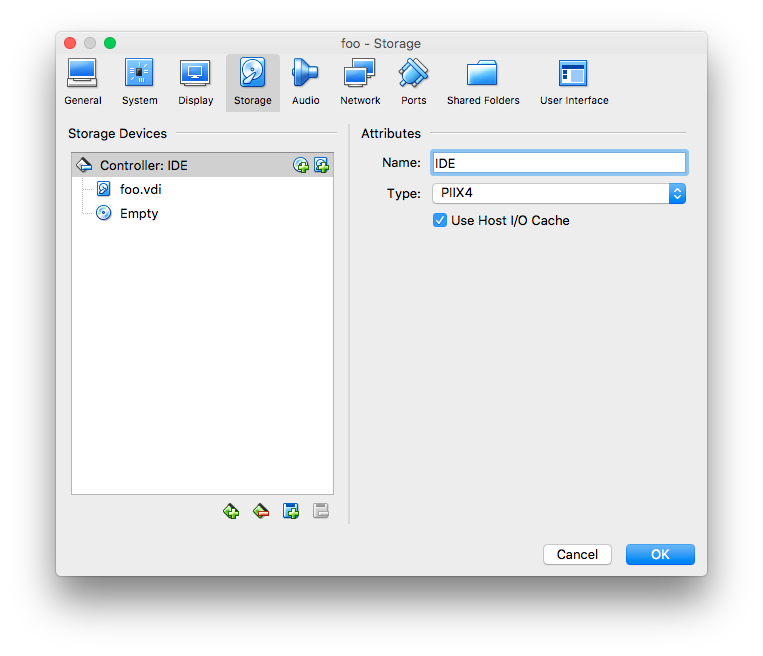 foo - Storage
General System Display Storage Audio Network Ports Shared Folders User Interface
Storage Devices
Controller: IDE
foo.vdi
Empty
Attributes
Name: IDE
Type: PIIX4
Use Host I/O Cache
Cancel OK